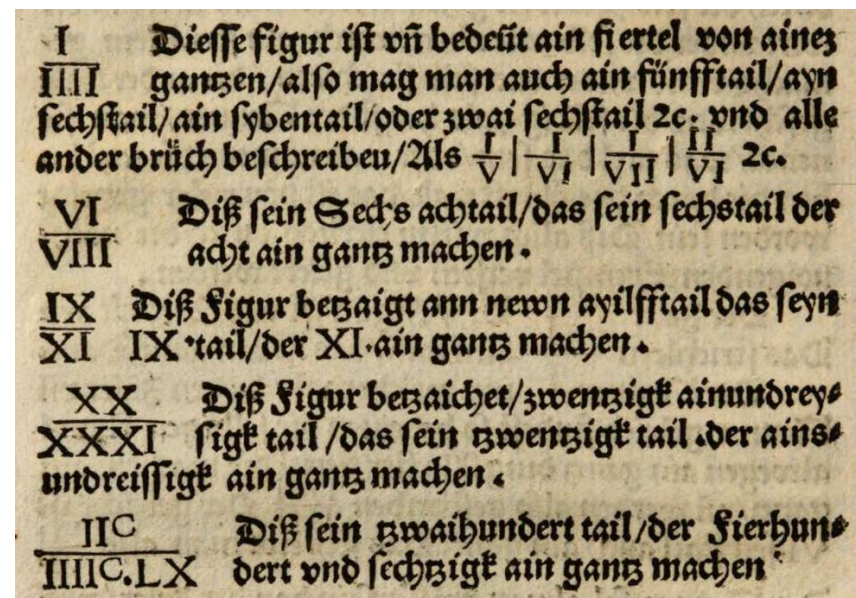 I Diesse figur ist vñ bedeüt ain fiertel von ainez
IIII gantzen/also mag man auch ain fünfftail/ayn
sechstail/ain sybentail/oder zwai sechstail 2c. vnd alle
ander brüch beschreibeu/Als I/V | I/VI | I/VII | II/VI 2c.
VI Diß sein Sechs achtail/das sein sechstail der
VIII acht ain gantz machen.
IX Diß Figur betzaigt ann newn ayilfftail das seyn
XI IX tail/der XI ain gantz machen.
XX Diß Figur betzaichet/zwentzigk ainundrey⸗
XXXI sigk tail/das sein tzwentzigk tail .der ains⸗
undreissigk ain gantz machen.
IIC Diß sein tzwaihundert tail/der Fierhun⸗
IIIIC.LX dert vnd sechtzigk ain gantz machen